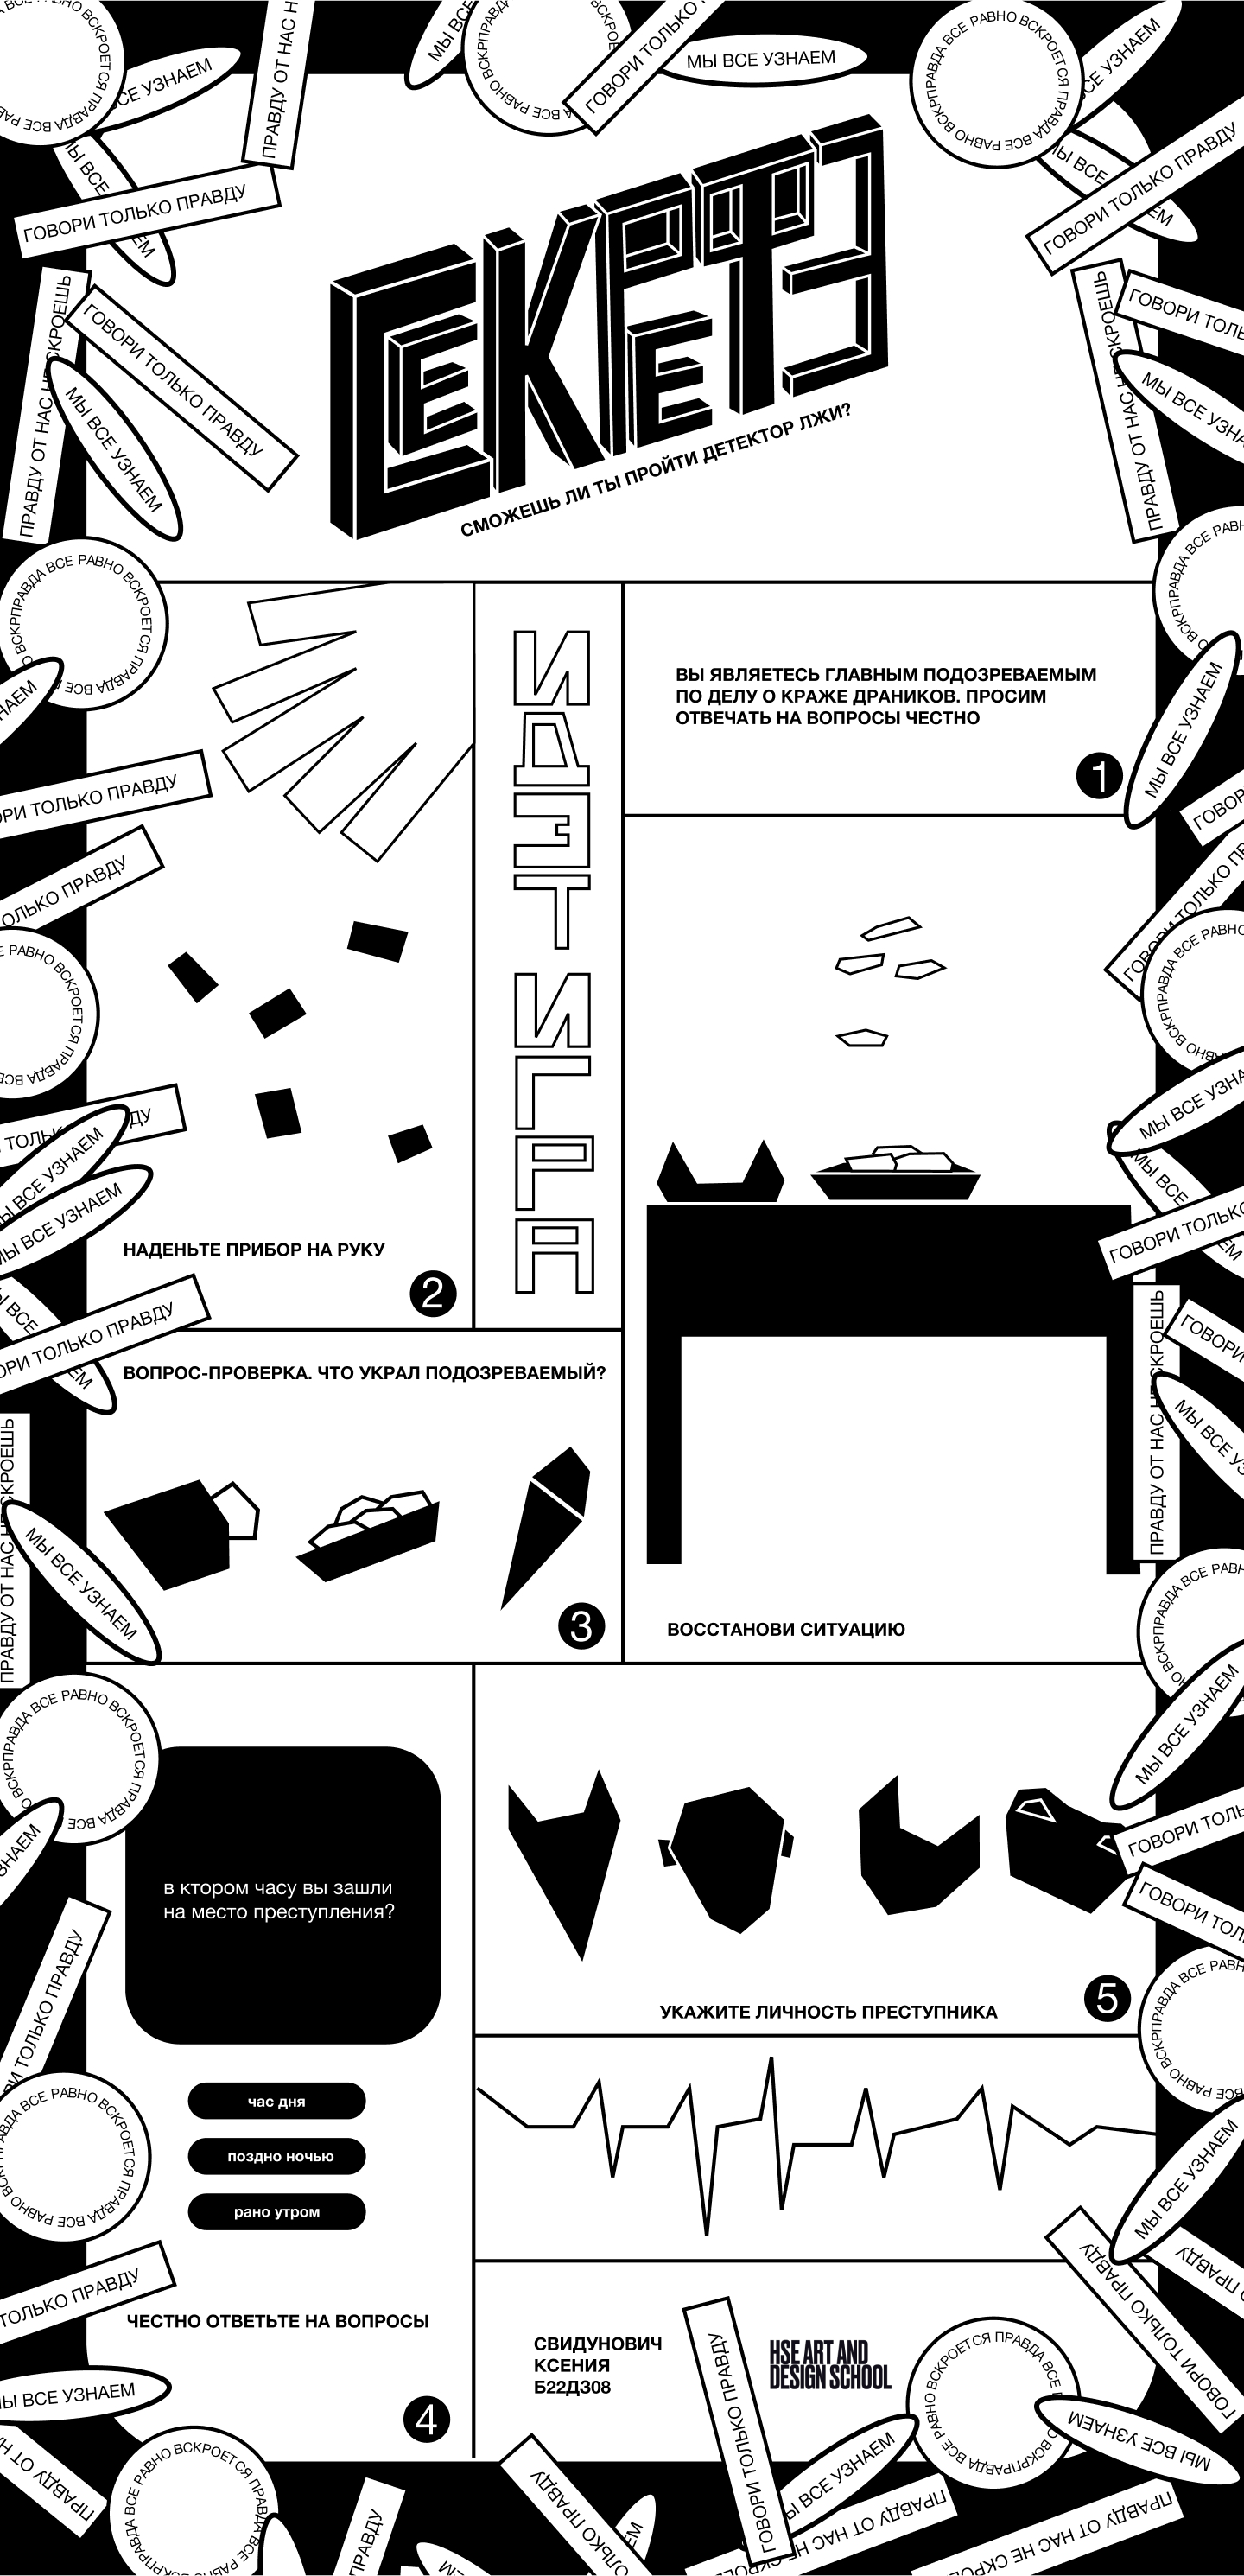 МЫ ВСЕ УЗНАЕМ
ПРАВДА ВСЕ РАВНО ВСКРОЕТСЯ
ПРАВДУ ОТ НАС НЕ СКРОЕШЬ
ГОВОРИ ТОЛЬКО ПРАВДУ
СЕКРЕТЭ
СМОЖЕШЬ ЛИ ТЫ ПРОЙТИ ДЕТЕКТОР ЛЖИ?
ИДЭТ ИГРА
ВЫ ЯВЛЯЕТЕСЬ ГЛАВНЫМ ПОДОЗРЕВАЕМЫМ
ПО ДЕЛУ О КРАЖЕ ДРАНИКОВ. ПРОСИМ
ОТВЕЧАТЬ НА ВОПРОСЫ ЧЕСТНО
1
НАДЕНЬТЕ ПРИБОР НА РУКУ
2
ВОПРОС-ПРОВЕРКА. ЧТО УКРАЛ ПОДОЗРЕВАЕМЫЙ?
3
ВОССТАНОВИ СИТУАЦИЮ
в ктором часу вы зашли
на место преступления?
час дня
поздно ночью
рано утром
ЧЕСТНО ОТВЕТЬТЕ НА ВОПРОСЫ
4
УКАЖИТЕ ЛИЧНОСТЬ ПРЕСТУПНИКА
5
СВИДУНОВИЧ
КСЕНИЯ
Б22ДЗ08
HSE ART AND
DESIGN SCHOOL